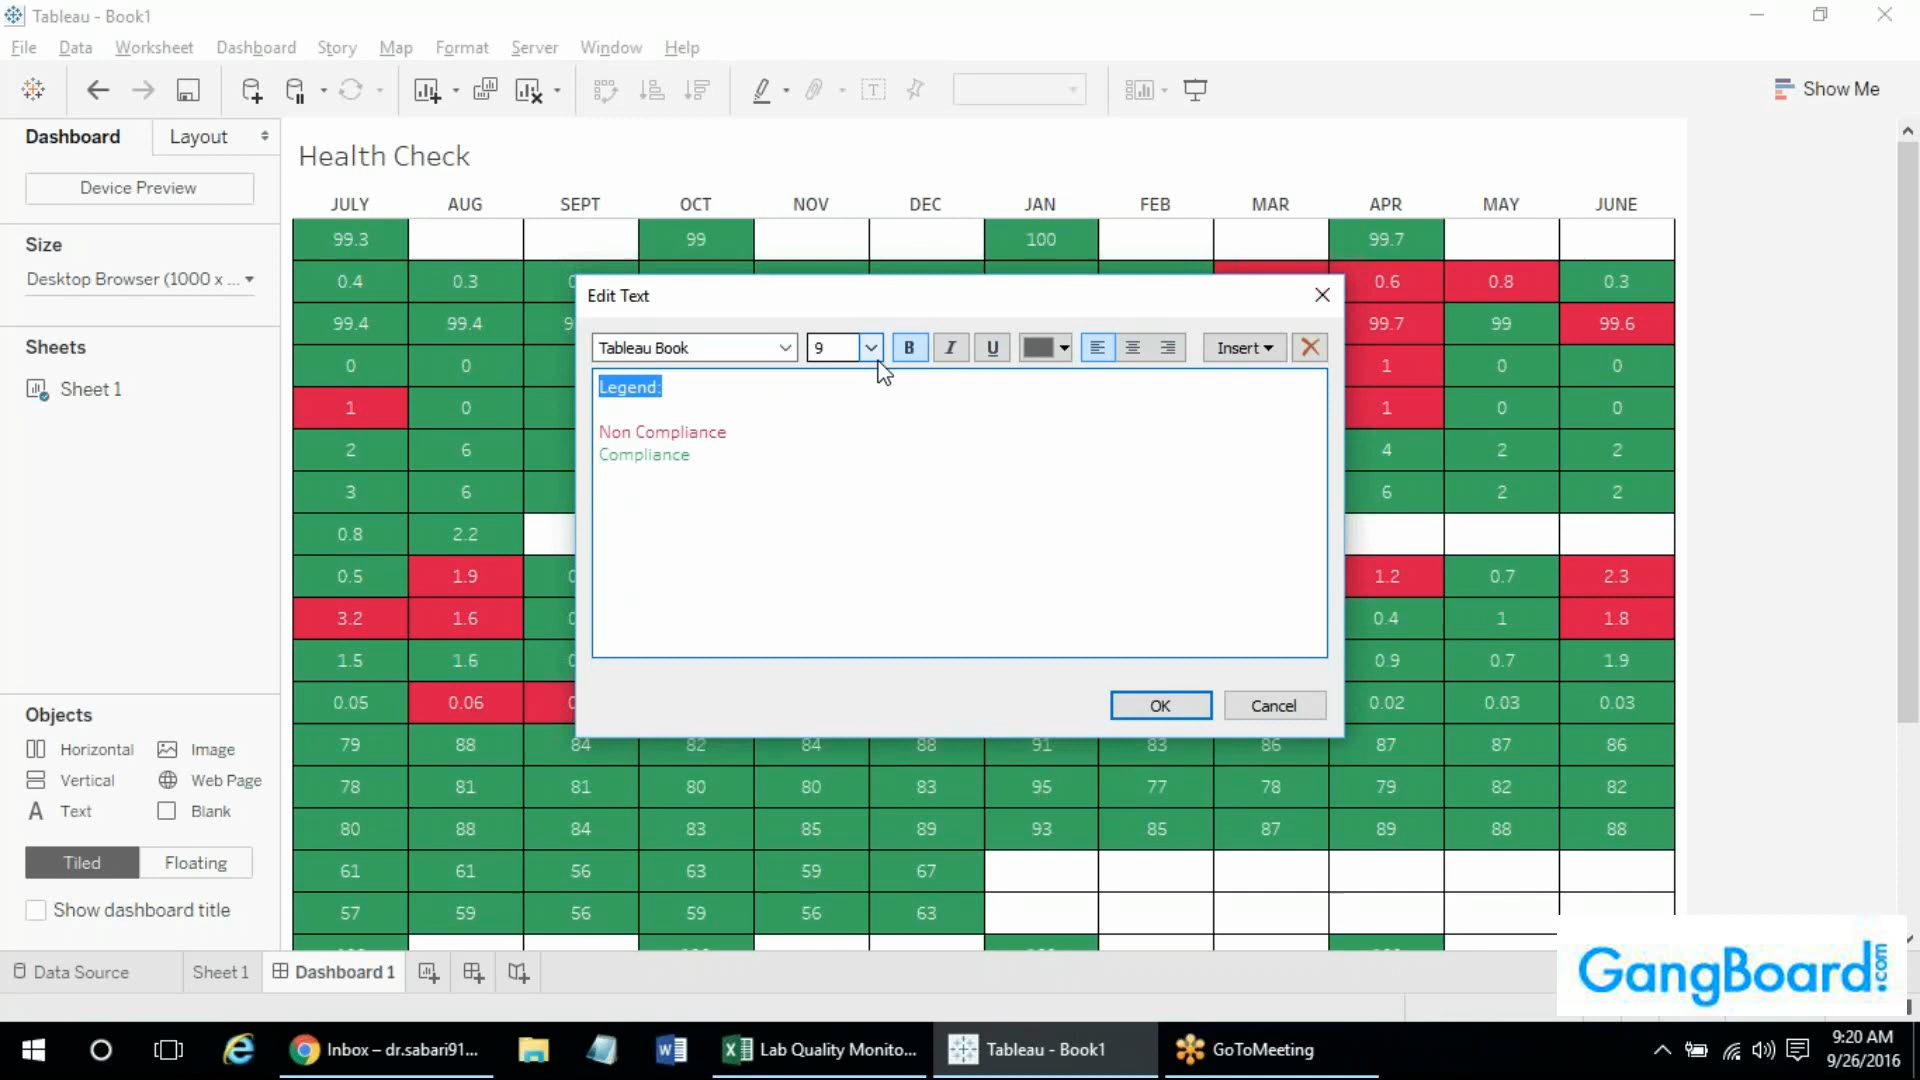 Tableau - Book1
File Data Worksheet Dashboard Story Map Format Server Window Help
Show Me
Dashboard Layout
Device Preview
Size
Desktop Browser (1000 x ...
Sheets
Sheet 1
Objects
Horizontal Image
Vertical Web Page
Text Blank
Tiled Floating
Show dashboard title
Health Check
JULY AUG SEPT OCT NOV DEC JAN FEB MAR APR MAY JUNE
99.3 99 100 99.7
0.4 0.3 0.6 0.8 0.3
99.4 99.4 99.7 99 99.6
0 0 1 0 0
1 0 1 0 0
2 6 4 2 2
3 6 6 2 2
0.8 2.2
0.5 1.9 1.2 0.7 2.3
3.2 1.6 0.4 1 1.8
1.5 1.6 0.9 0.7 1.9
0.05 0.06 0.02 0.03 0.03
79 88 84 82 84 88 91 83 86 87 87 86
78 81 81 80 80 83 95 77 78 79 82 82
80 88 84 83 85 89 93 85 87 89 88 88
61 61 56 63 59 67
57 59 56 59 56 63
Edit Text
Tableau Book 9 B I U Insert
Legend:
Non Compliance
Compliance
OK Cancel
Data Source Sheet 1 Dashboard 1
GangBoard.com
Inbox – dr.sabari91... Lab Quality Monito... Tableau - Book1 GoToMeeting
9:20 AM
9/26/2016